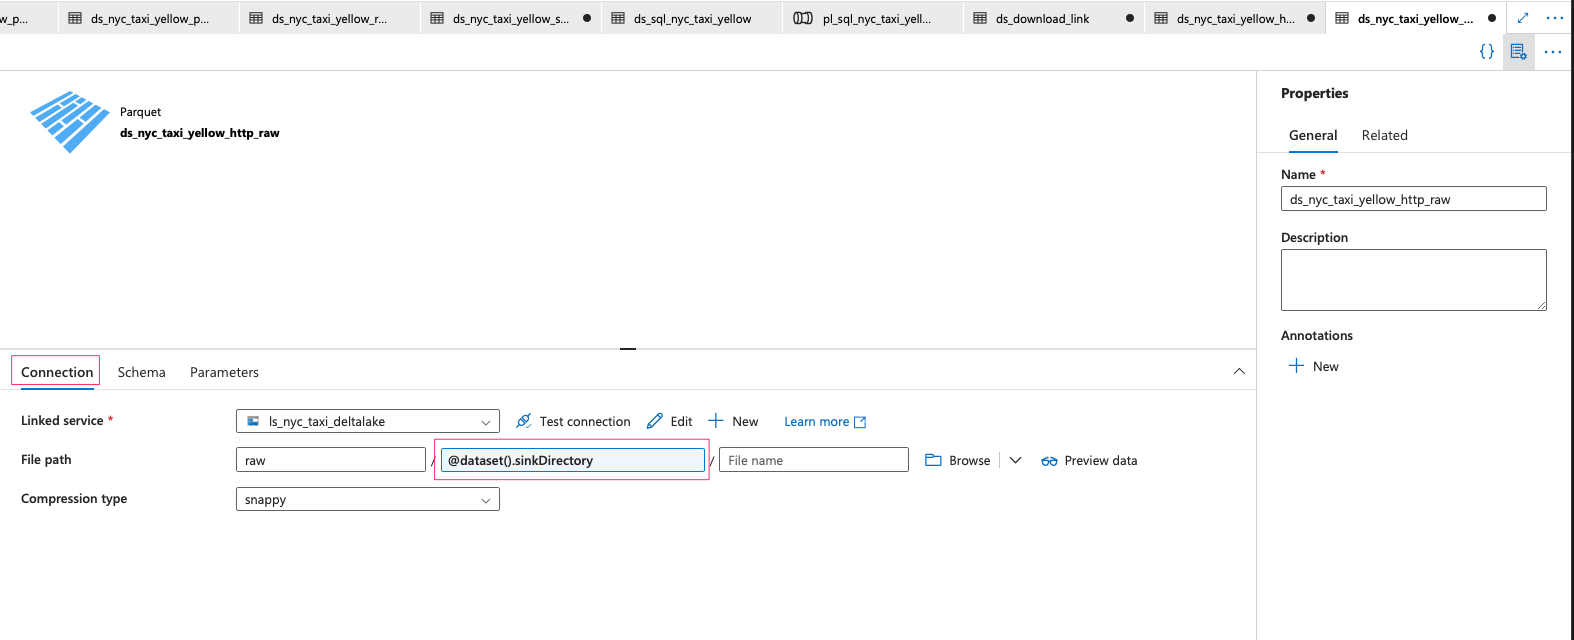 w_p...
ds_nyc_taxi_yellow_p...
ds_nyc_taxi_yellow_r...
ds_nyc_taxi_yellow_s...
ds_sql_nyc_taxi_yellow
pl_sql_nyc_taxi_yell...
ds_download_link
ds_nyc_taxi_yellow_h...
ds_nyc_taxi_yellow_...
{}
Parquet
ds_nyc_taxi_yellow_http_raw
Properties
General Related
Name *
ds_nyc_taxi_yellow_http_raw
Description
Annotations
New
Connection Schema Parameters
Linked service * ls_nyc_taxi_deltalake Test connection Edit New Learn more
File path raw / @dataset().sinkDirectory / File name Browse Preview data
Compression type snappy